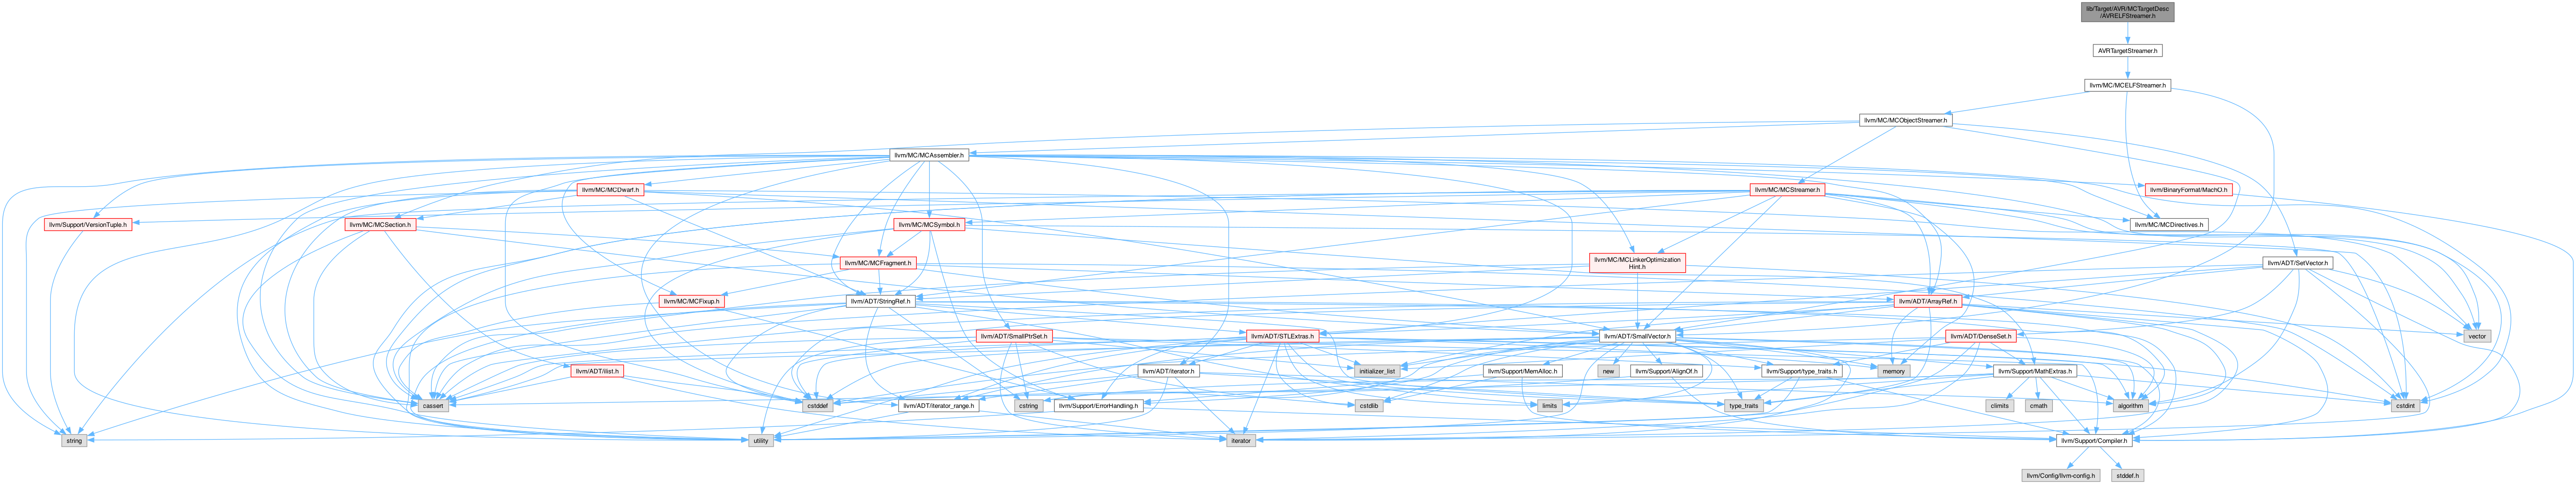 lib/Target/AVR/MCTargetDesc
/AVRELFStreamer.h
AVRTargetStreamer.h
llvm/MC/MCELFStreamer.h
llvm/MC/MCObjectStreamer.h
llvm/MC/MCAssembler.h
llvm/MC/MCDwarf.h
llvm/MC/MCStreamer.h
llvm/BinaryFormat/MachO.h
llvm/Support/VersionTuple.h
llvm/MC/MCSection.h
llvm/MC/MCSymbol.h
llvm/MC/MCDirectives.h
llvm/MC/MCFragment.h
llvm/MC/MCLinkerOptimization
Hint.h
llvm/ADT/SetVector.h
llvm/MC/MCFixup.h
llvm/ADT/StringRef.h
llvm/ADT/ArrayRef.h
llvm/ADT/SmallPtrSet.h
llvm/ADT/STLExtras.h
llvm/ADT/SmallVector.h
llvm/ADT/DenseSet.h
vector
llvm/ADT/ilist.h
llvm/ADT/iterator.h
initializer_list
llvm/Support/MemAlloc.h
new
llvm/Support/AlignOf.h
llvm/Support/type_traits.h
memory
llvm/Support/MathExtras.h
cassert
cstddef
llvm/ADT/iterator_range.h
cstring
llvm/Support/ErrorHandling.h
cstdlib
limits
type_traits
climits
cmath
algorithm
cstdint
string
utility
iterator
llvm/Support/Compiler.h
llvm/Config/llvm-config.h
stddef.h